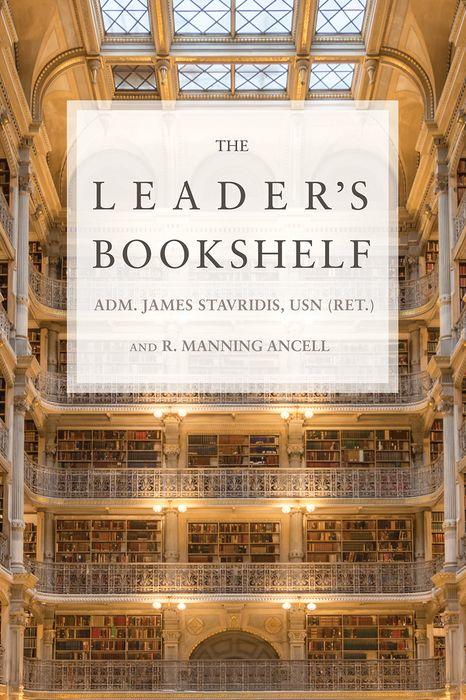 THE
LEADER'S
BOOKSHELF
ADM. JAMES STAVRIDIS, USN (RET.)
AND R. MANNING ANCELL